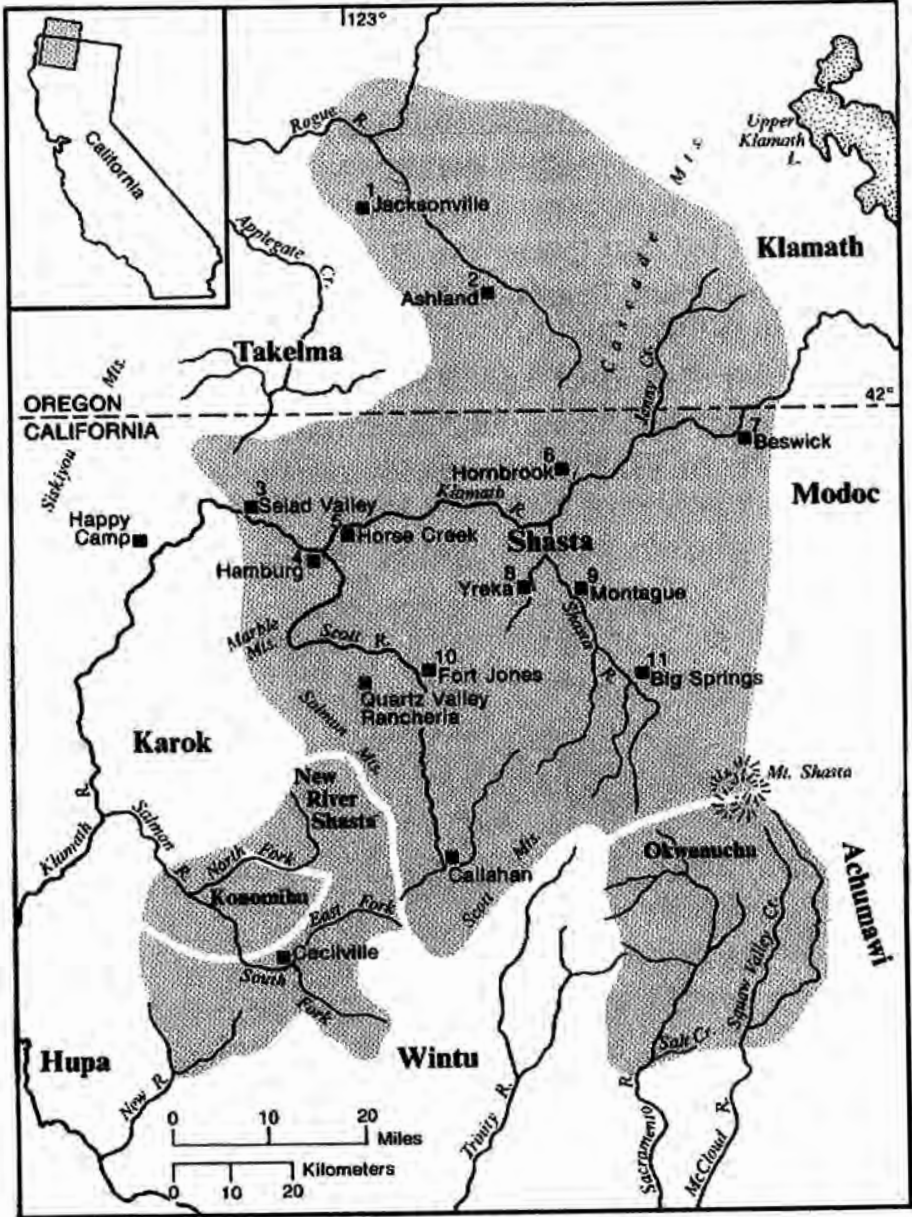 123°
California
Rogue R.
Upper
Klamath
L.
1
Jacksonville
Cascade Mts.
Applegate Cr.
Klamath
2
Ashland
Takelma
Jenny Cr.
Mts.
OREGON
42°
CALIFORNIA
7
Beswick
Siskiyou
6
Hornbrook
Modoc
3
Seiad Valley
Klamath R.
Happy
Camp
5
Horse Creek
Shasta
4
Hamburg
8
Yreka
9
Montague
Shasta R.
Marble
Mts.
Scott R.
10
Fort Jones
11
Big Springs
Quartz Valley
Rancheria
Salmon Mts.
Karok
New
River
Shasta
Mt. Shasta
Klamath R.
Salmon R.
North Fork
Okwanuchu
Callahan
Scott Mts.
Achumawi
Konomihu
East Fork
Cecilville
South Fork
Squaw Valley Cr.
Salt Cr.
Hupa
Wintu
New R.
Trinity R.
Sacramento R.
McCloud R.
0 10 20
Miles
Kilometers
0 10 20